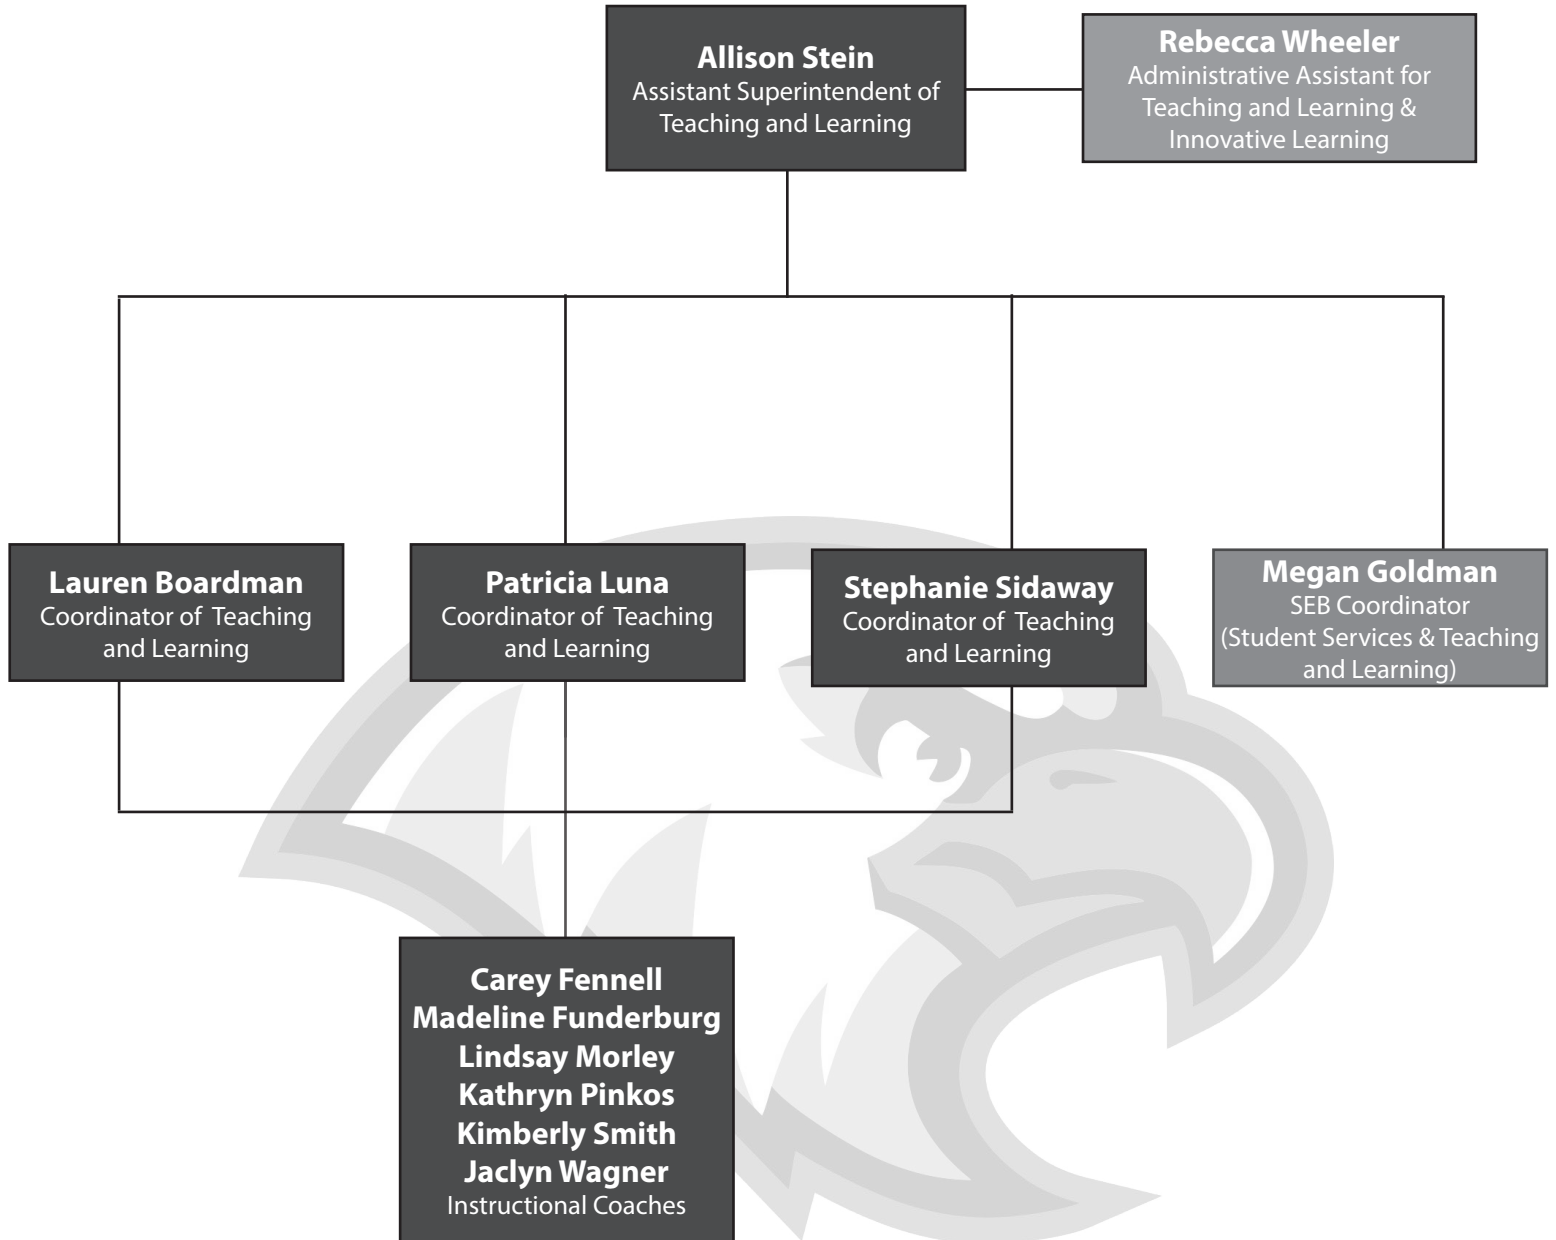 Allison Stein
Assistant Superintendent of
Teaching and Learning
Rebecca Wheeler
Administrative Assistant for
Teaching and Learning &
Innovative Learning
Lauren Boardman
Coordinator of Teaching
and Learning
Patricia Luna
Coordinator of Teaching
and Learning
Stephanie Sidaway
Coordinator of Teaching
and Learning
Megan Goldman
SEB Coordinator
(Student Services & Teaching
and Learning)
Carey Fennell
Madeline Funderburg
Lindsay Morley
Kathryn Pinkos
Kimberly Smith
Jaclyn Wagner
Instructional Coaches